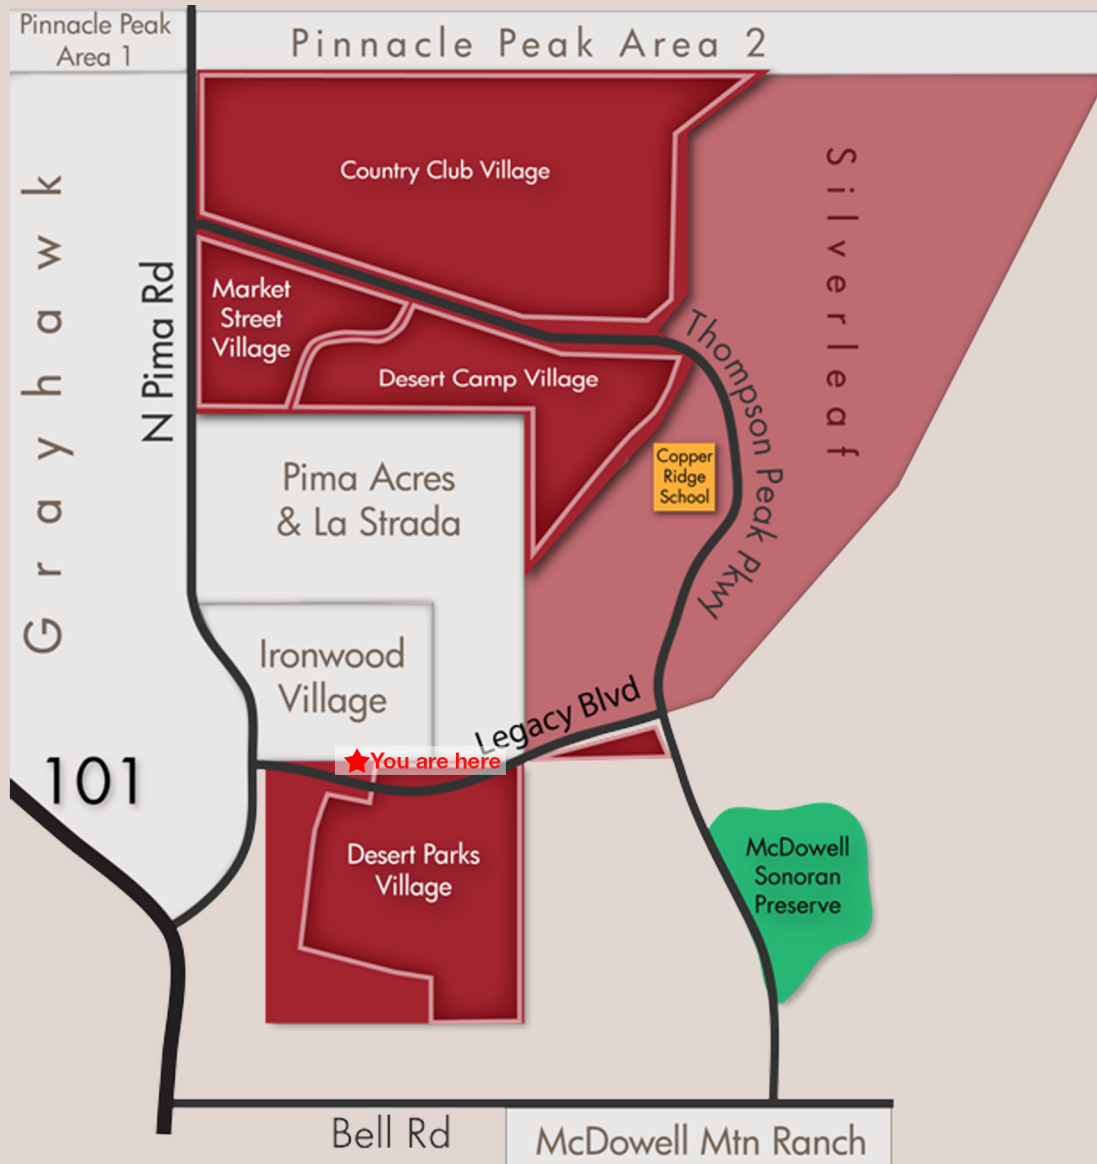 Pinnacle Peak
Area 1
Pinnacle Peak Area 2
Country Club Village
Silverleaf
Grayhawk
N Pima Rd
Market
Street
Village
Desert Camp Village
Thompson Peak Pkwy
Copper
Ridge
School
Pima Acres
& La Strada
Ironwood
Village
Legacy Blvd
You are here
101
Desert Parks
Village
McDowell
Sonoran
Preserve
Bell Rd
McDowell Mtn Ranch